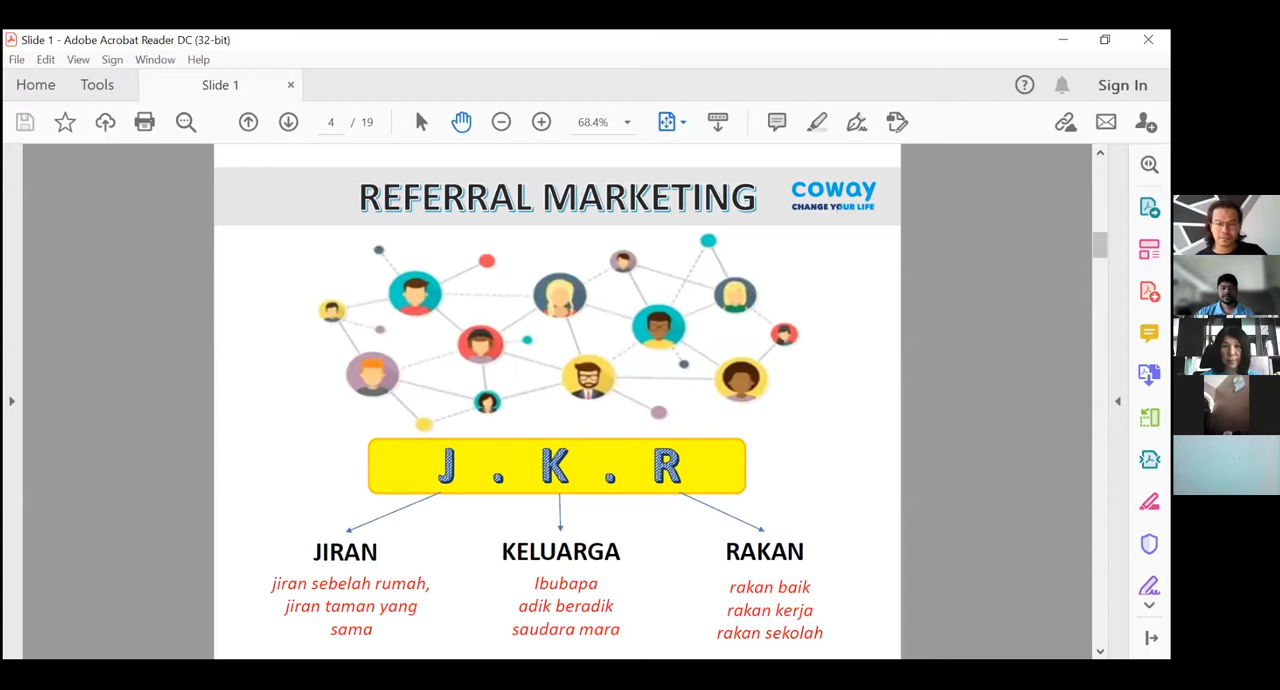 Slide 1 - Adobe Acrobat Reader DC (32-bit)
File Edit View Sign Window Help
Home Tools Slide 1 × Sign In
4 / 19 68.4%
REFERRAL MARKETING
coway
CHANGE YOUR LIFE
J . K . R
JIRAN KELUARGA RAKAN
jiran sebelah rumah,
jiran taman yang
sama
Ibubapa
adik beradik
saudara mara
rakan baik
rakan kerja
rakan sekolah